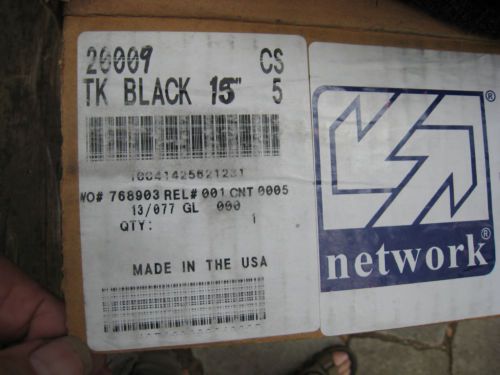 20009 CS
TK BLACK 15" 5
10041425621231
WO# 768903 REL# 001 CNT 0005
13/077 GL 000
QTY: 1
MADE IN THE USA
®
network®